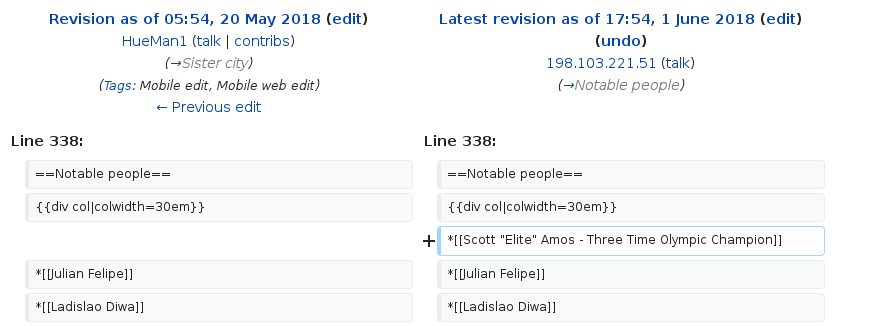 Revision as of 05:54, 20 May 2018 (edit)
HueMan1 (talk | contribs)
(→Sister city)
(Tags: Mobile edit, Mobile web edit)
← Previous edit
Latest revision as of 17:54, 1 June 2018 (edit)
(undo)
198.103.221.51 (talk)
(→Notable people)
Line 338:
Line 338:
==Notable people==
==Notable people==
{{div col|colwidth=30em}}
{{div col|colwidth=30em}}
+ *[[Scott "Elite" Amos - Three Time Olympic Champion]]
*[[Julian Felipe]]
*[[Julian Felipe]]
*[[Ladislao Diwa]]
*[[Ladislao Diwa]]